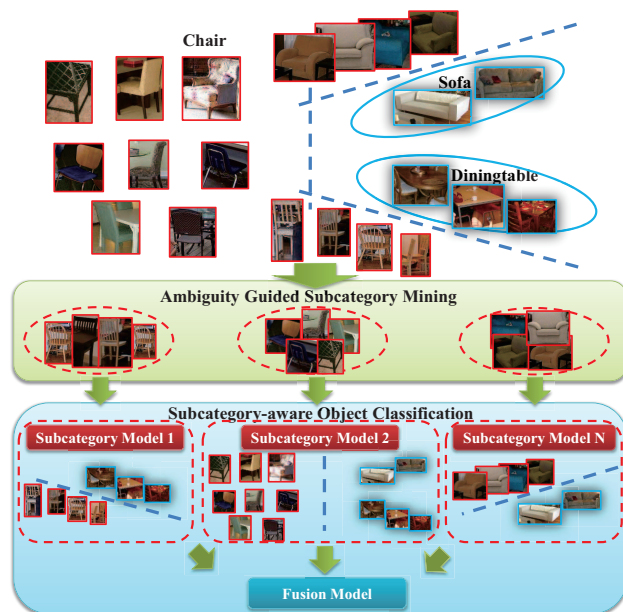 Chair
Sofa
Diningtable
Ambiguity Guided Subcategory Mining
Subcategory-aware Object Classification
Subcategory Model 1
Subcategory Model 2
Subcategory Model N
Fusion Model